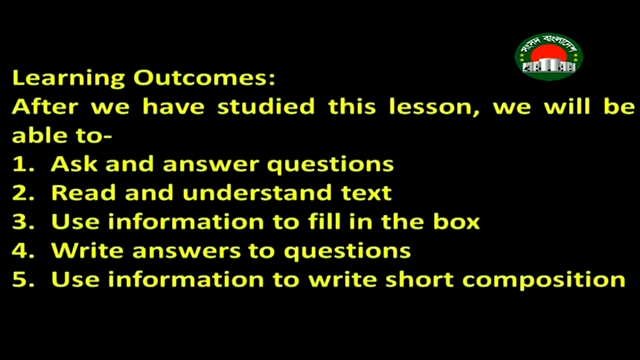 সংসদ বাংলাদেশ
Learning Outcomes:
After we have studied this lesson, we will be
able to-
1. Ask and answer questions
2. Read and understand text
3. Use information to fill in the box
4. Write answers to questions
5. Use information to write short composition